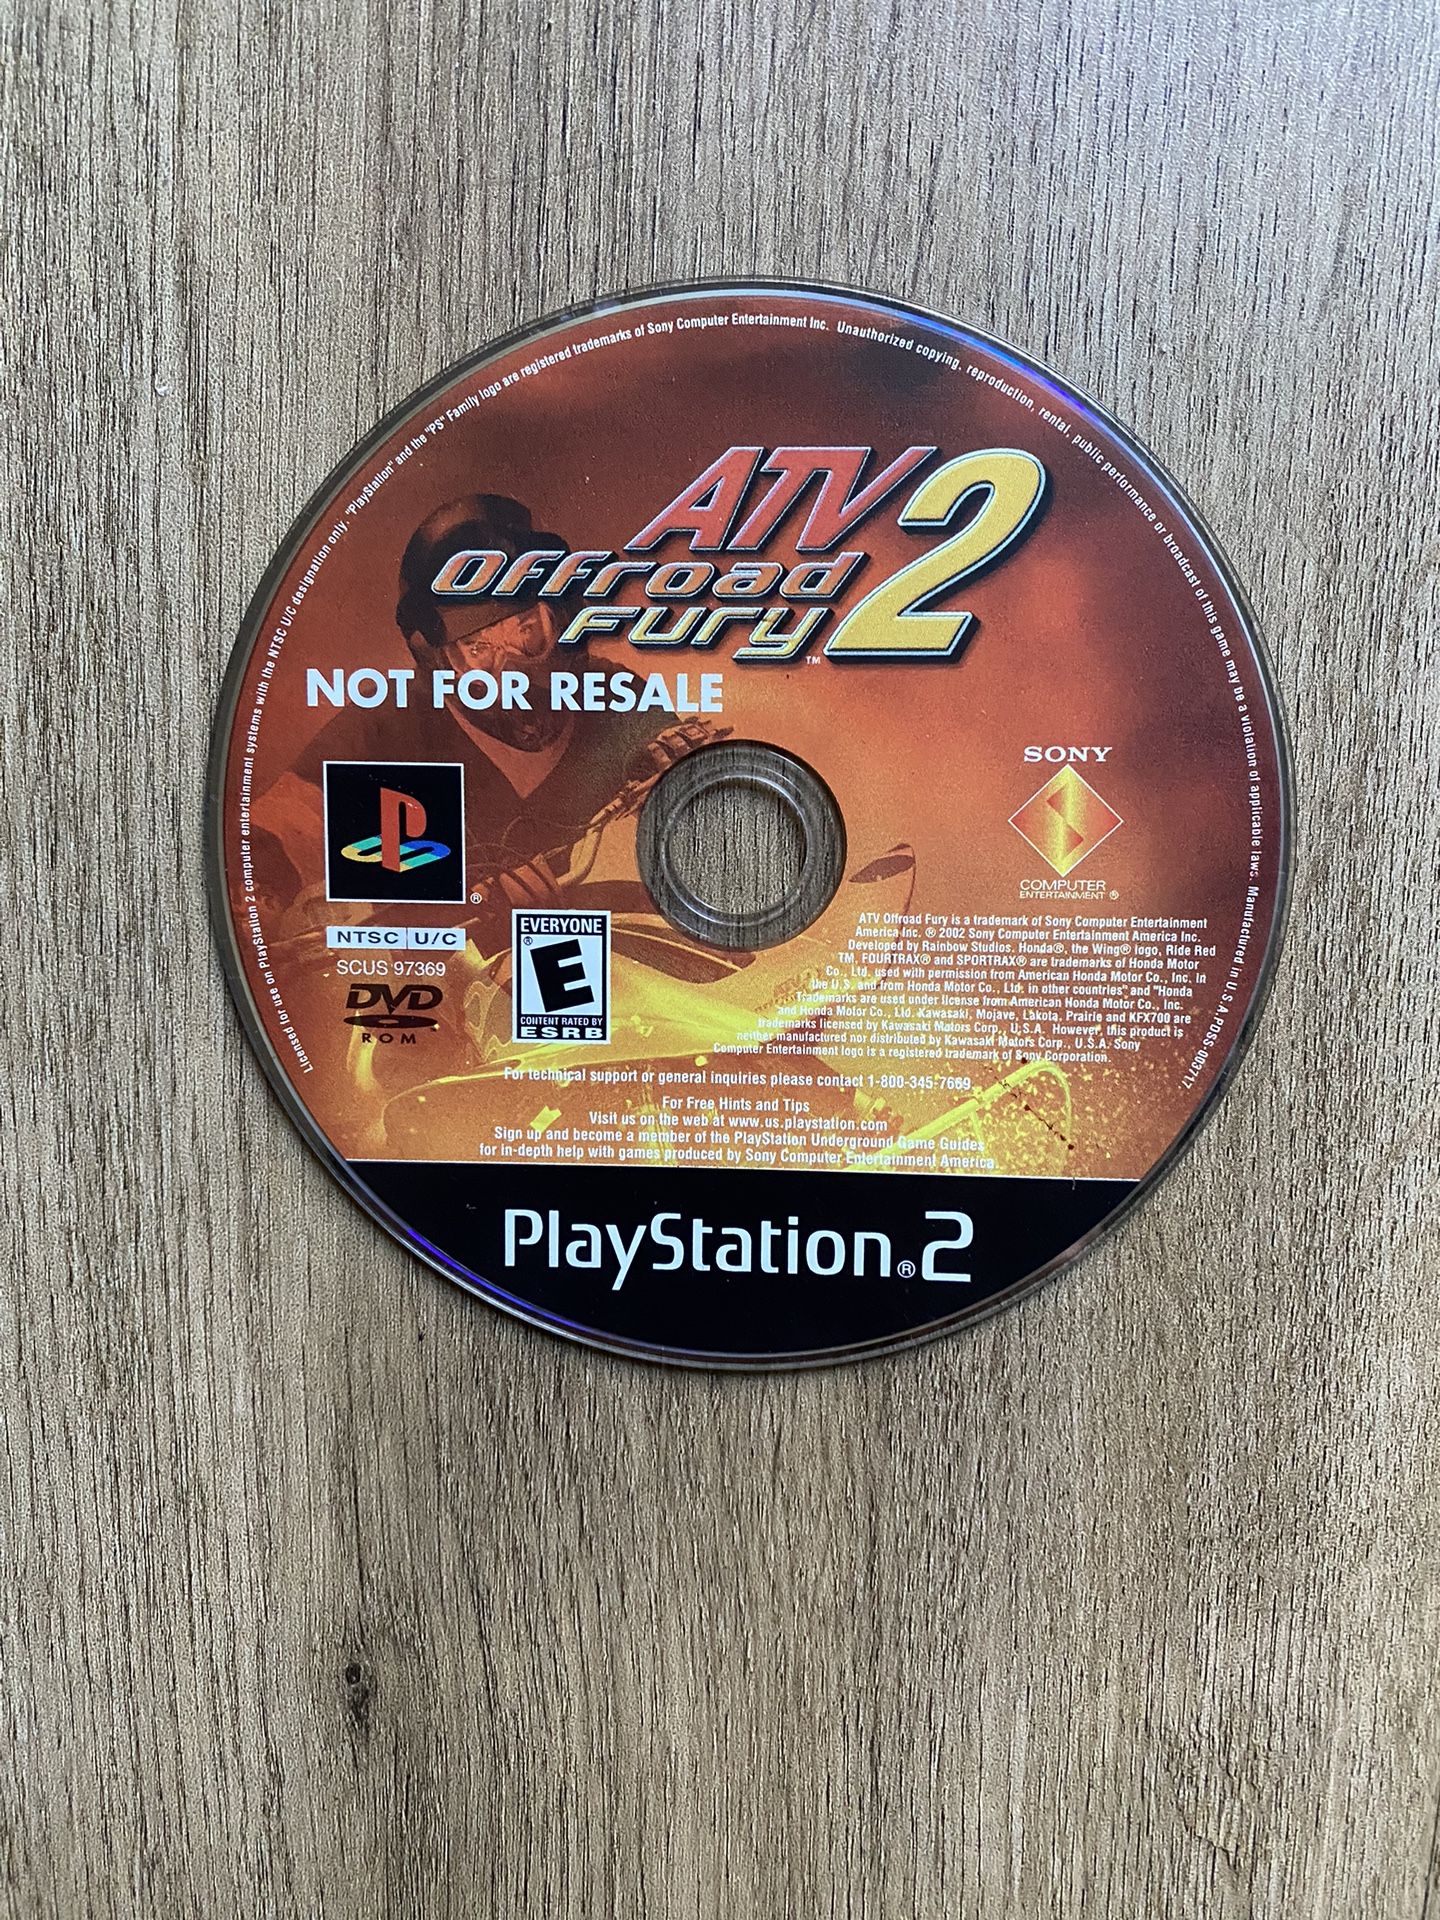 Licensed for use on PlayStation 2 computer entertainment systems with the NTSC U/C designation only. "PlayStation" and the "PS" Family logo are registered trademarks of Sony Computer Entertainment Inc. Unauthorized copying, reproduction, rental, public performance or broadcast of this game may be a violation of applicable laws. Manufactured in U.S.A. PDSS-003717.
ATV
Offroad
Fury™
2
NOT FOR RESALE
SONY
COMPUTER
ENTERTAINMENT ®
®
NTSC U/C
SCUS 97369
DVD
ROM
EVERYONE
E®
CONTENT RATED BY
ESRB
ATV Offroad Fury is a trademark of Sony Computer Entertainment
America Inc. ® 2002 Sony Computer Entertainment America Inc.
Developed by Rainbow Studios. Honda®, the Wing® logo, Ride Red
TM, FOURTRAX® and SPORTRAX® are trademarks of Honda Motor
Co., Ltd. used with permission from American Honda Motor Co., Inc. in
the U.S. and from Honda Motor Co., Ltd. in other countries" and "Honda
Trademarks are used under license from American Honda Motor Co., Inc.
and Honda Motor Co., Ltd. Kawasaki, Mojave, Lakota, Prairie and KFX700 are
trademarks licensed by Kawasaki Motors Corp., U.S.A. However, this product is
neither manufactured nor distributed by Kawasaki Motors Corp., U.S.A. Sony
Computer Entertainment logo is a registered trademark of Sony Corporation.
For technical support or general inquiries please contact 1-800-345-7669.
For Free Hints and Tips
Visit us on the web at www.us.playstation.com
Sign up and become a member of the PlayStation Underground Game Guides
for in-depth help with games produced by Sony Computer Entertainment America.
PlayStation®2